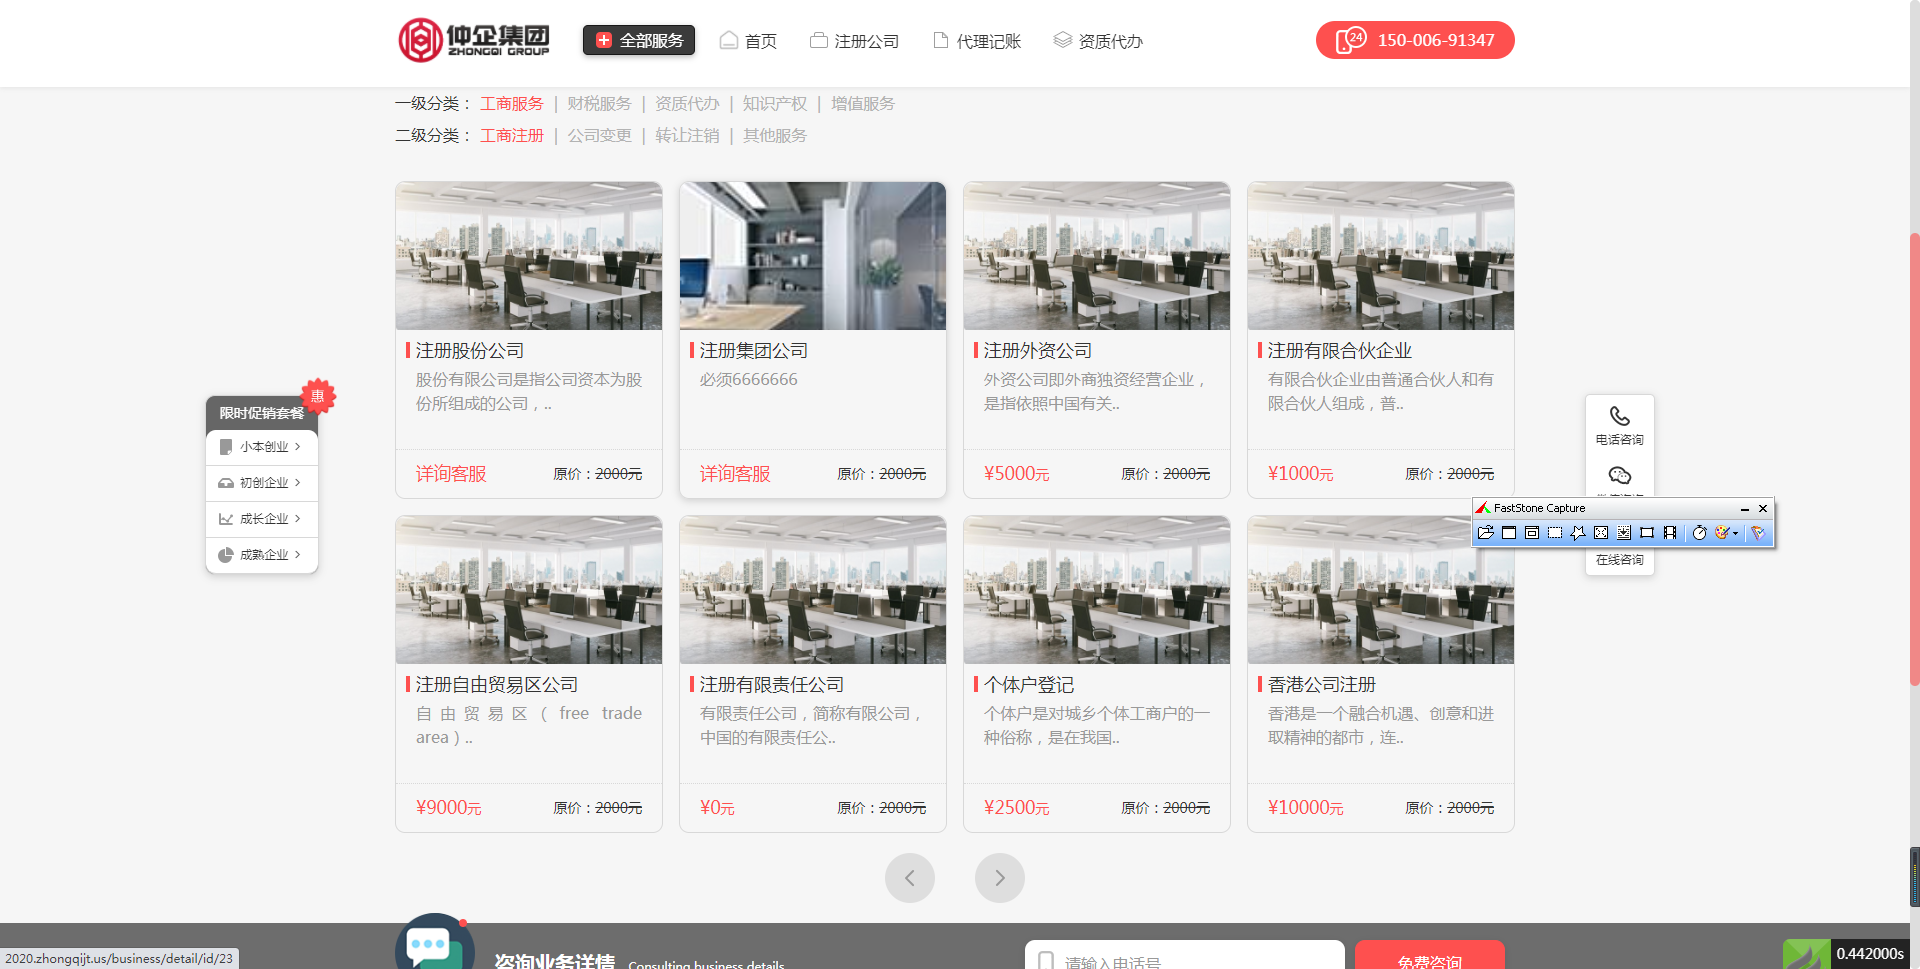 仲企集团
ZHONGQI GROUP
全部服务
首页
注册公司
代理记账
资质代办
24
150-006-91347
一级分类： 工商服务 | 财税服务 | 资质代办 | 知识产权 | 增值服务
二级分类： 工商注册 | 公司变更 | 转让注销 | 其他服务
注册股份公司
股份有限公司是指公司资本为股
份所组成的公司，..
详询客服
原价：2000元
注册集团公司
必须6666666
详询客服
原价：2000元
注册外资公司
外资公司即外商独资经营企业，
是指依照中国有关..
¥5000元
原价：2000元
注册有限合伙企业
有限合伙企业由普通合伙人和有
限合伙人组成，普..
¥1000元
原价：2000元
注册自由贸易区公司
自由贸易区（free trade
area）..
¥9000元
原价：2000元
注册有限责任公司
有限责任公司，简称有限公司，
中国的有限责任公..
¥0元
原价：2000元
个体户登记
个体户是对城乡个体工商户的一
种俗称，是在我国..
¥2500元
原价：2000元
香港公司注册
香港是一个融合机遇、创意和进
取精神的都市，连..
¥10000元
原价：2000元
惠
限时促销套餐
小本创业
初创企业
成长企业
成熟企业
电话咨询
FastStone Capture
在线咨询
咨询业务详情 Consulting business details
请输入电话号
免费咨询
2020.zhongqijt.us/business/detail/id/23
0.442000s